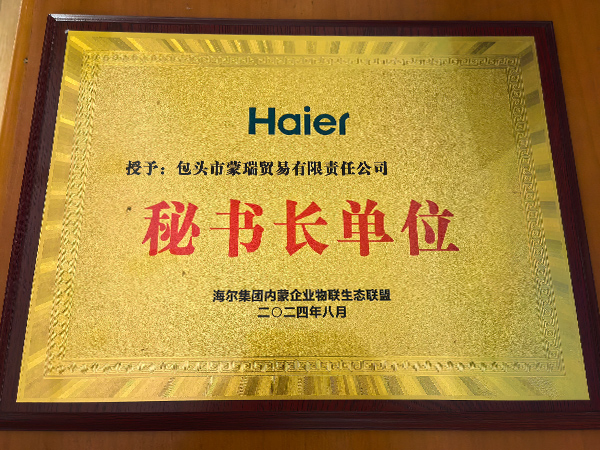 Haier
授予：包头市蒙瑞贸易有限责任公司
秘书长单位
海尔集团内蒙企业物联生态联盟
二〇二四年八月